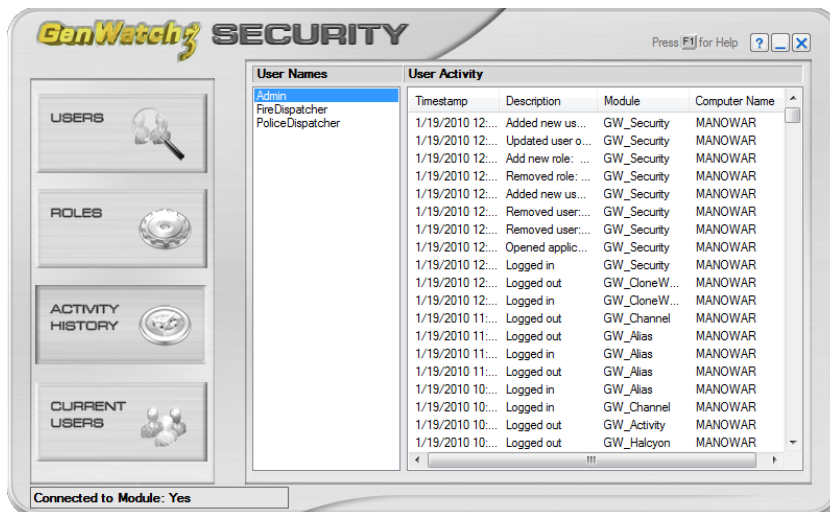 GenWatch3 SECURITY
Press F1 for Help ? _ X
USERS
ROLES
ACTIVITY
HISTORY
CURRENT
USERS
User Names
Admin
FireDispatcher
PoliceDispatcher
User Activity
Timestamp Description Module Computer Name
1/19/2010 12:... Added new us... GW_Security MANOWAR
1/19/2010 12:... Updated user o... GW_Security MANOWAR
1/19/2010 12:... Add new role: ... GW_Security MANOWAR
1/19/2010 12:... Removed role: ... GW_Security MANOWAR
1/19/2010 12:... Added new us... GW_Security MANOWAR
1/19/2010 12:... Removed user:... GW_Security MANOWAR
1/19/2010 12:... Removed user:... GW_Security MANOWAR
1/19/2010 12:... Opened applic... GW_Security MANOWAR
1/19/2010 12:... Logged in GW_Security MANOWAR
1/19/2010 12:... Logged out GW_CloneW... MANOWAR
1/19/2010 12:... Logged in GW_CloneW... MANOWAR
1/19/2010 11:... Logged out GW_Channel MANOWAR
1/19/2010 11:... Logged out GW_Alias MANOWAR
1/19/2010 11:... Logged in GW_Alias MANOWAR
1/19/2010 11:... Logged out GW_Alias MANOWAR
1/19/2010 10:... Logged in GW_Alias MANOWAR
1/19/2010 10:... Logged in GW_Channel MANOWAR
1/19/2010 10:... Logged out GW_Activity MANOWAR
1/19/2010 10:... Logged out GW_Halcyon MANOWAR
Connected to Module: Yes